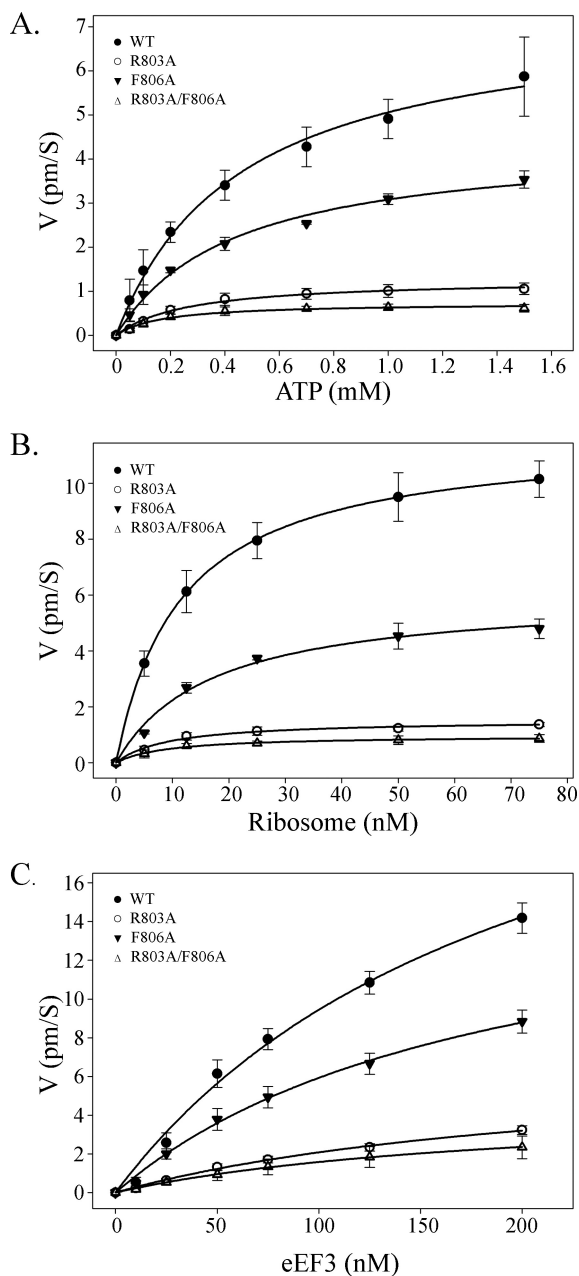 A.
WT
R803A
F806A
R803A/F806A
7
6
5
4
3
2
1
0
V (pm/S)
0 0.2 0.4 0.6 0.8 1.0 1.2 1.4 1.6
ATP (mM)
B.
WT
R803A
F806A
R803A/F806A
10
8
6
4
2
0
V (pm/S)
0 10 20 30 40 50 60 70 80
Ribosome (nM)
C.
WT
R803A
F806A
R803A/F806A
16
14
12
10
8
6
4
2
0
V (pm/S)
0 50 100 150 200
eEF3 (nM)